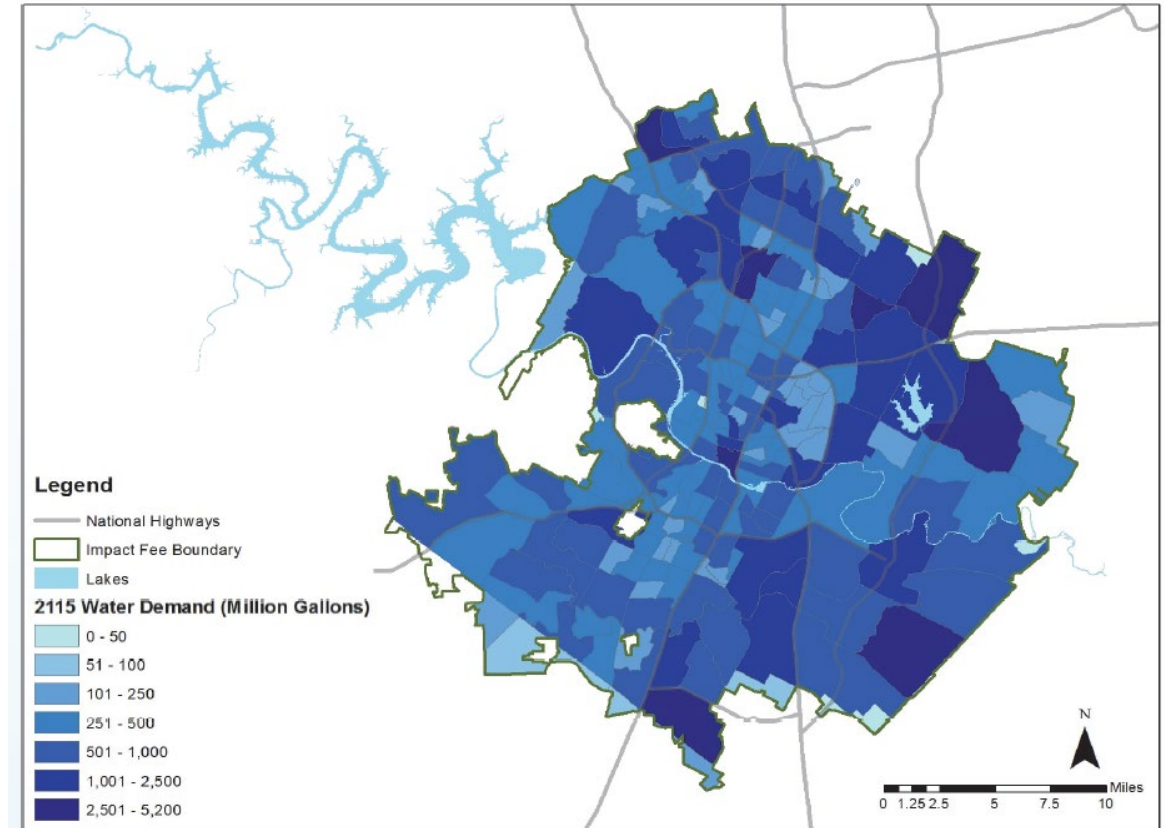 Legend
National Highways
Impact Fee Boundary
Lakes
2115 Water Demand (Million Gallons)
0 - 50
51 - 100
101 - 250
251 - 500
501 - 1,000
1,001 - 2,500
2,501 - 5,200
N
Miles
0 1.25 2.5 5 7.5 10